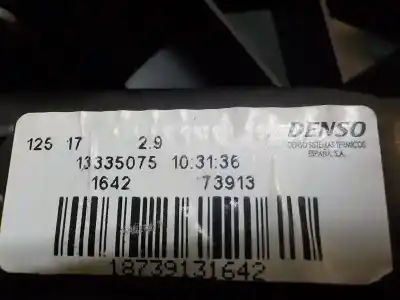 DENSO
DENSO SISTEMAS TERMICOS
ESPAÑA, S.A.
125 17 2.9
13335075 10:31:36
1642 73913
18739131642